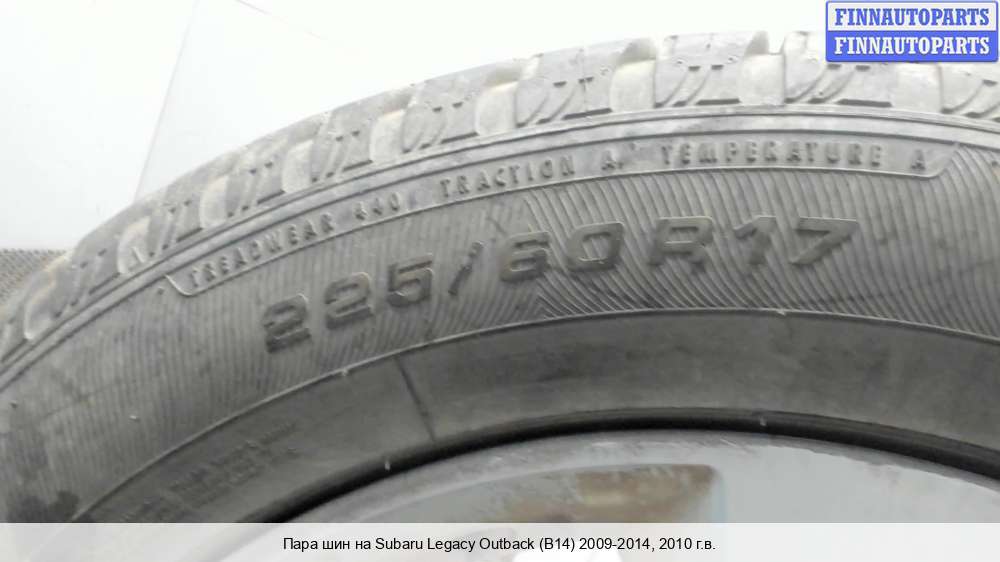 FINNAUTOPARTS
FINNAUTOPARTS
TREADWEAR 440 TRACTION A TEMPERATURE A
225/60R17
Пара шин на Subaru Legacy Outback (B14) 2009-2014, 2010 г.в.